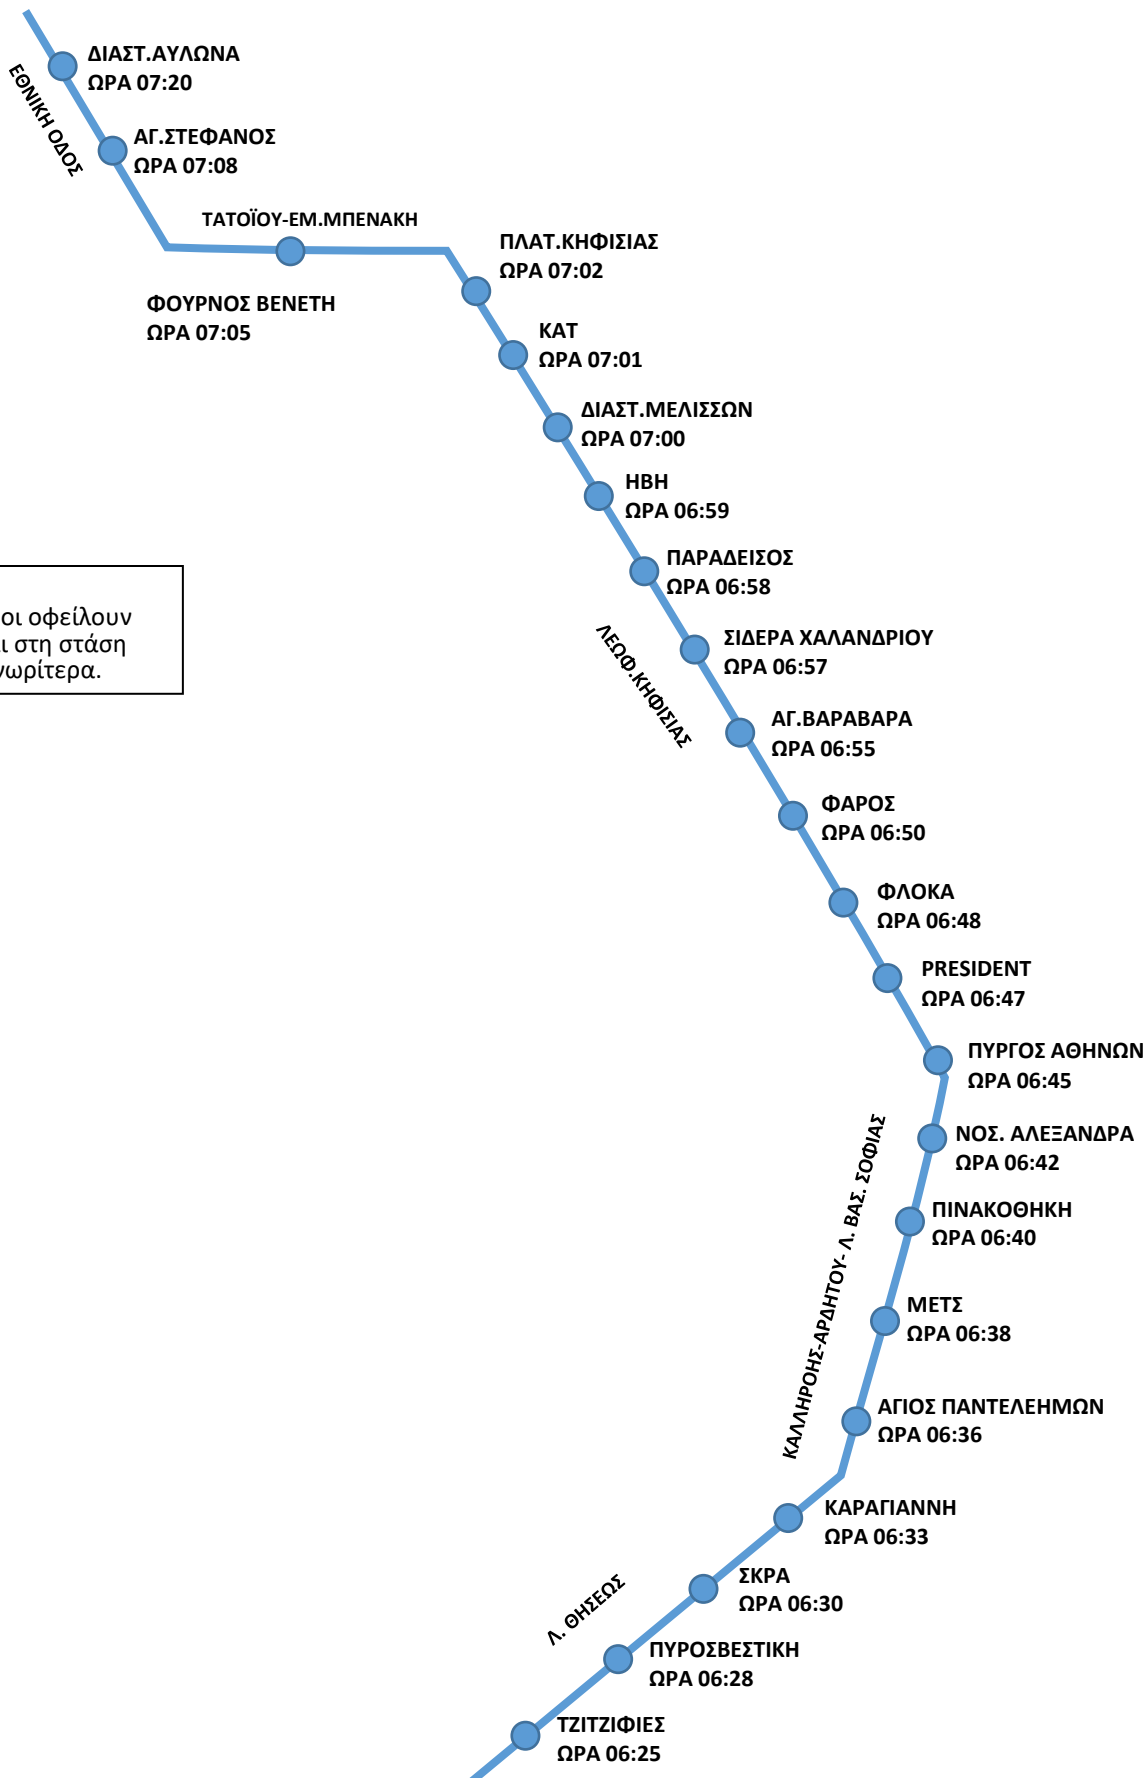 ΔΙΑΣΤ.ΑΥΛΩΝΑ
ΩΡΑ 07:20
ΕΘΝΙΚΗ ΟΔΟΣ
ΑΓ.ΣΤΕΦΑΝΟΣ
ΩΡΑ 07:08
ΤΑΤΟΪΟΥ-ΕΜ.ΜΠΕΝΑΚΗ
ΦΟΥΡΝΟΣ ΒΕΝΕΤΗ
ΩΡΑ 07:05
ΠΛΑΤ.ΚΗΦΙΣΙΑΣ
ΩΡΑ 07:02
ΚΑΤ
ΩΡΑ 07:01
ΔΙΑΣΤ.ΜΕΛΙΣΣΩΝ
ΩΡΑ 07:00
ΗΒΗ
ΩΡΑ 06:59
ΠΑΡΑΔΕΙΣΟΣ
ΩΡΑ 06:58
οι οφείλουν
ι στη στάση
νωρίτερα.
ΣΙΔΕΡΑ ΧΑΛΑΝΔΡΙΟΥ
ΩΡΑ 06:57
ΛΕΩΦ.ΚΗΦΙΣΙΑΣ
ΑΓ.ΒΑΡΑΒΑΡΑ
ΩΡΑ 06:55
ΦΑΡΟΣ
ΩΡΑ 06:50
ΦΛΟΚΑ
ΩΡΑ 06:48
PRESIDENT
ΩΡΑ 06:47
ΠΥΡΓΟΣ ΑΘΗΝΩΝ
ΩΡΑ 06:45
ΝΟΣ. ΑΛΕΞΑΝΔΡΑ
ΩΡΑ 06:42
ΠΙΝΑΚΟΘΗΚΗ
ΩΡΑ 06:40
ΚΑΛΛΗΡΟΗΣ-ΑΡΔΗΤΟΥ- Λ. ΒΑΣ. ΣΟΦΙΑΣ
ΜΕΤΣ
ΩΡΑ 06:38
ΑΓΙΟΣ ΠΑΝΤΕΛΕΗΜΩΝ
ΩΡΑ 06:36
ΚΑΡΑΓΙΑΝΝΗ
ΩΡΑ 06:33
ΣΚΡΑ
ΩΡΑ 06:30
Λ. ΘΗΣΕΩΣ
ΠΥΡΟΣΒΕΣΤΙΚΗ
ΩΡΑ 06:28
ΤΖΙΤΖΙΦΙΕΣ
ΩΡΑ 06:25